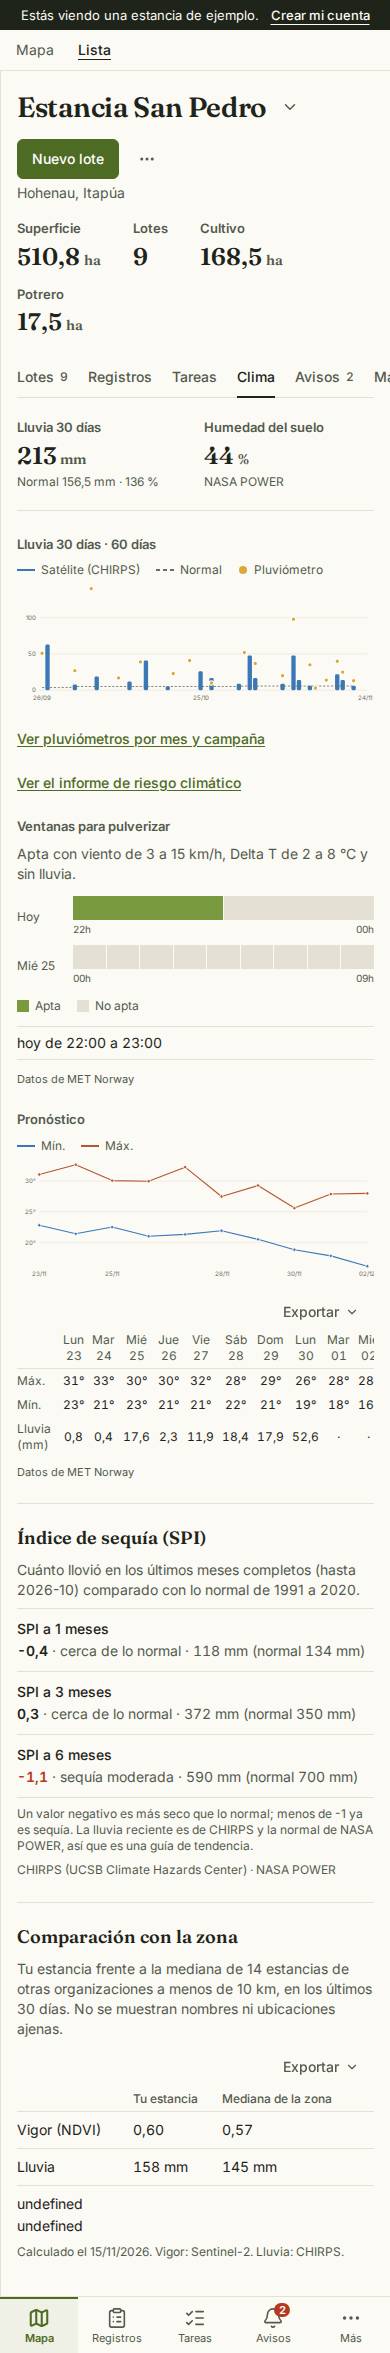 Estás viendo una estancia de ejemplo. Crear mi cuenta
Mapa Lista
Estancia San Pedro
Nuevo lote
Hohenau, Itapúa
Superficie Lotes Cultivo
510,8 ha 9 168,5 ha
Potrero
17,5 ha
Lotes 9 Registros Tareas Clima Avisos 2 Ma
Lluvia 30 días Humedad del suelo
213 mm 44 %
Normal 156,5 mm · 136 % NASA POWER
Lluvia 30 días · 60 días
Satélite (CHIRPS) Normal Pluviómetro
100
50
0
26/09 25/10 24/11
Ver pluviómetros por mes y campaña
Ver el informe de riesgo climático
Ventanas para pulverizar
Apta con viento de 3 a 15 km/h, Delta T de 2 a 8 °C y
sin lluvia.
Hoy
22h 00h
Mié 25
00h 09h
Apta No apta
hoy de 22:00 a 23:00
Datos de MET Norway
Pronóstico
Mín. Máx.
30°
25°
20°
23/11 25/11 28/11 30/11 02/12
Exportar
Lun Mar Mié Jue Vie Sáb Dom Lun Mar Mié
23 24 25 26 27 28 29 30 01 02
Máx. 31° 33° 30° 30° 32° 28° 29° 26° 28° 28
Mín. 23° 21° 23° 21° 21° 22° 21° 19° 18° 16
Lluvia
(mm) 0,8 0,4 17,6 2,3 11,9 18,4 17,9 52,6 · ·
Datos de MET Norway
Índice de sequía (SPI)
Cuánto llovió en los últimos meses completos (hasta
2026-10) comparado con lo normal de 1991 a 2020.
SPI a 1 meses
-0,4 · cerca de lo normal · 118 mm (normal 134 mm)
SPI a 3 meses
0,3 · cerca de lo normal · 372 mm (normal 350 mm)
SPI a 6 meses
-1,1 · sequía moderada · 590 mm (normal 700 mm)
Un valor negativo es más seco que lo normal; menos de -1 ya
es sequía. La lluvia reciente es de CHIRPS y la normal de NASA
POWER, así que es una guía de tendencia.
CHIRPS (UCSB Climate Hazards Center) · NASA POWER
Comparación con la zona
Tu estancia frente a la mediana de 14 estancias de
otras organizaciones a menos de 10 km, en los últimos
30 días. No se muestran nombres ni ubicaciones
ajenas.
Exportar
Tu estancia Mediana de la zona
Vigor (NDVI) 0,60 0,57
Lluvia 158 mm 145 mm
undefined
undefined
Calculado el 15/11/2026. Vigor: Sentinel-2. Lluvia: CHIRPS.
2
Mapa Registros Tareas Avisos Más